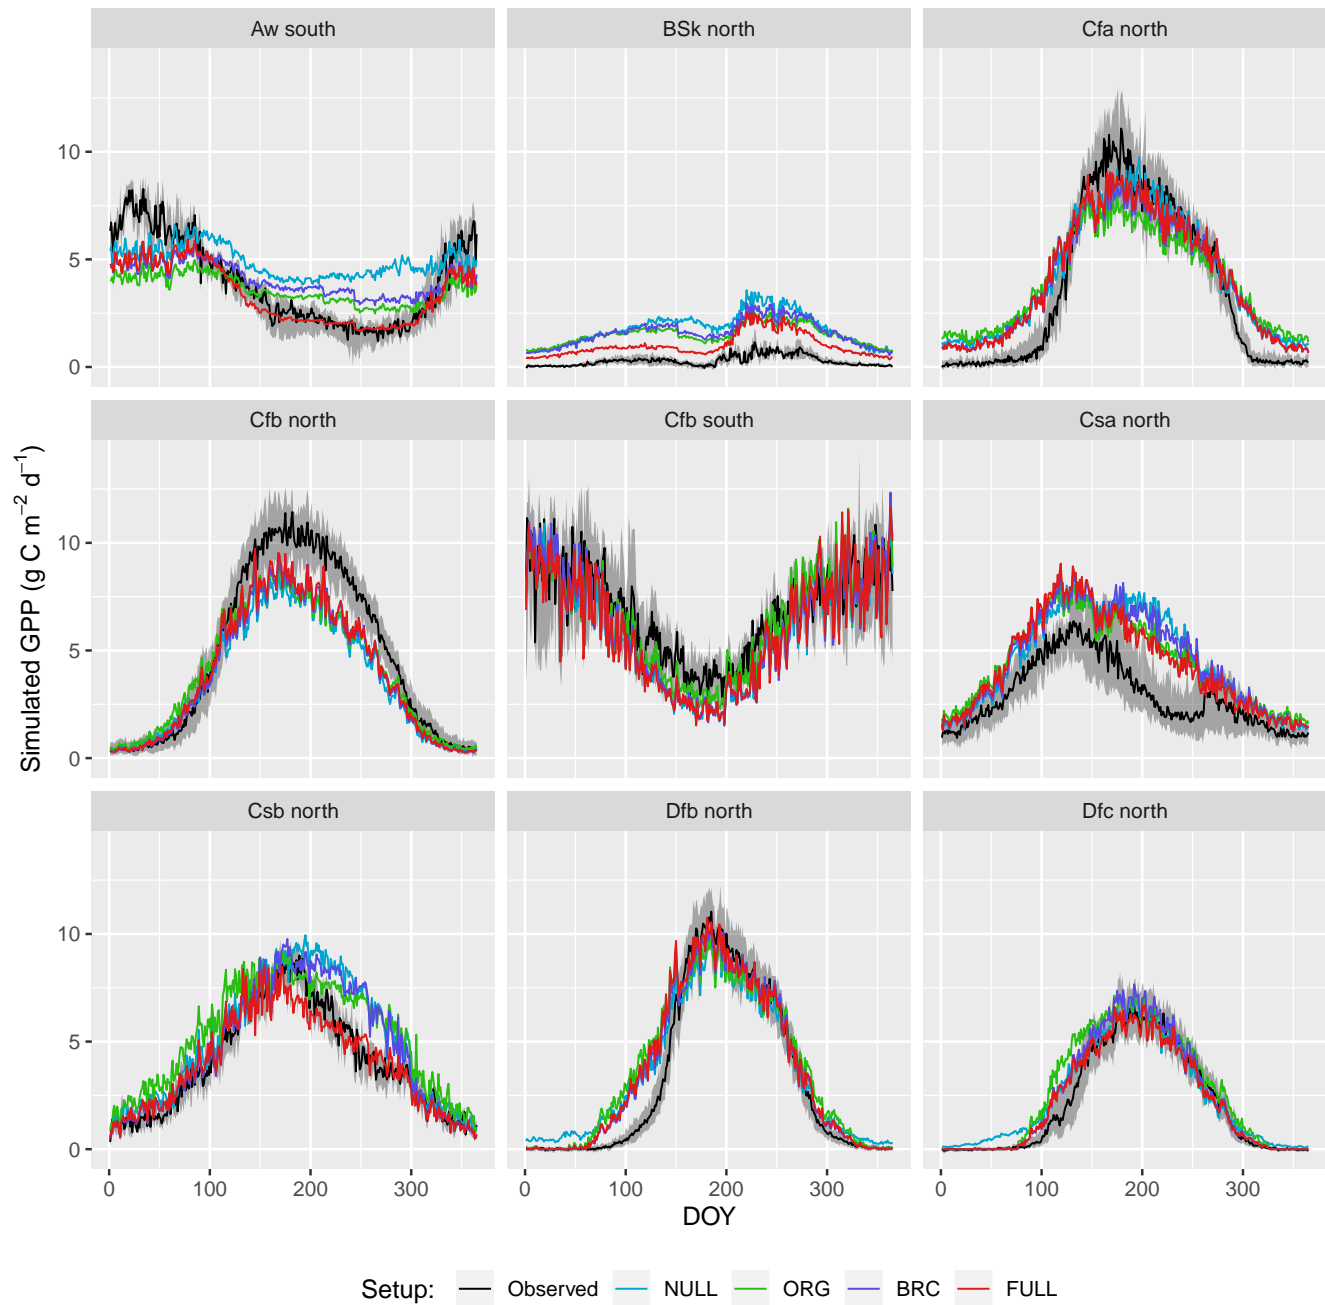 Aw south
BSk north
Cfa north
10
5
0
Cfb north
Cfb south
Csa north
10
5
0
Simulated GPP (g C m⁻² d⁻¹)
Csb north
Dfb north
Dfc north
10
5
0
0 100 200 300
0 100 200 300
0 100 200 300
DOY
Setup: Observed NULL ORG BRC FULL